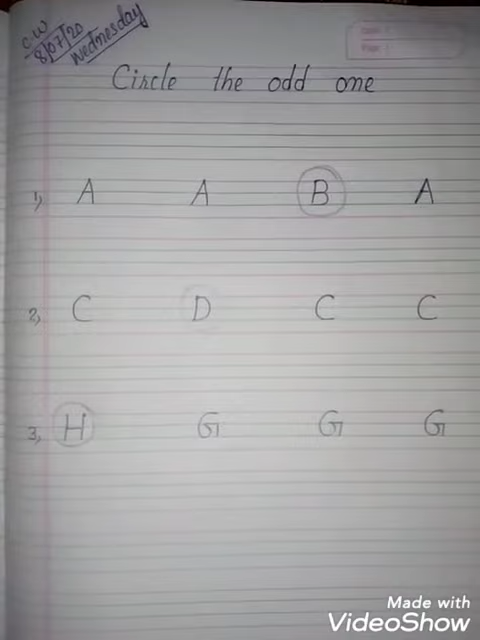 C.W
8/07/20
Wednesday
Circle the odd one
1, A A B A
2, C D C C
3, H G G G
Made with
VideoShow